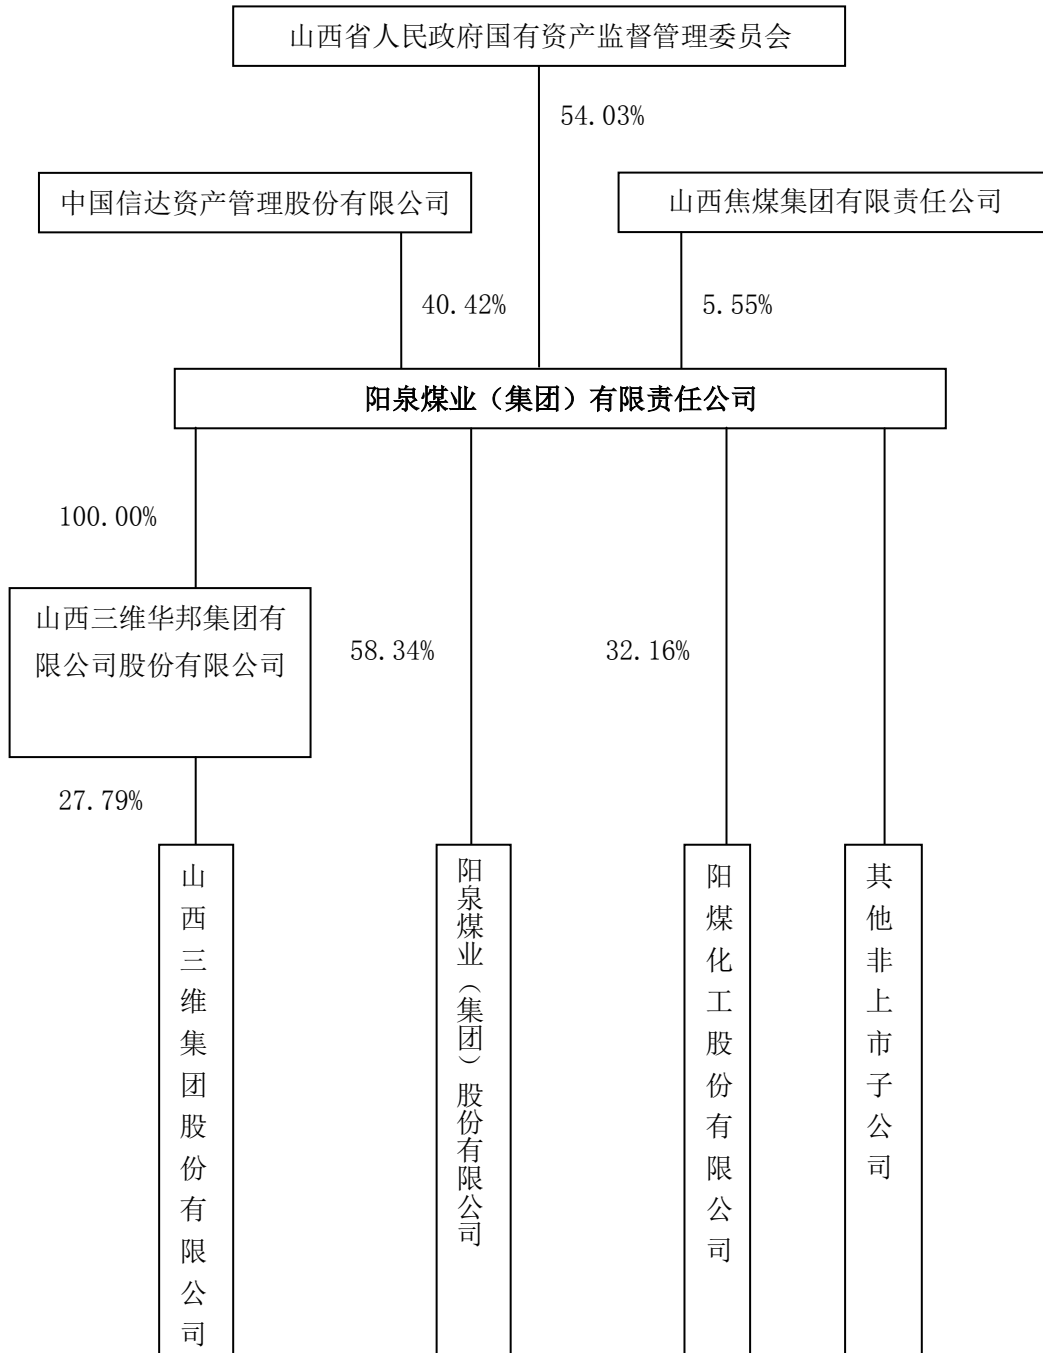 山西省人民政府国有资产监督管理委员会
54.03%
中国信达资产管理股份有限公司
山西焦煤集团有限责任公司
40.42%
5.55%
阳泉煤业（集团）有限责任公司
100.00%
山西三维华邦集团有
限公司股份有限公司
58.34%
32.16%
27.79%
山西三维集团股份有限公司
阳泉煤业（集团）股份有限公司
阳煤化工股份有限公司
其他非上市子公司